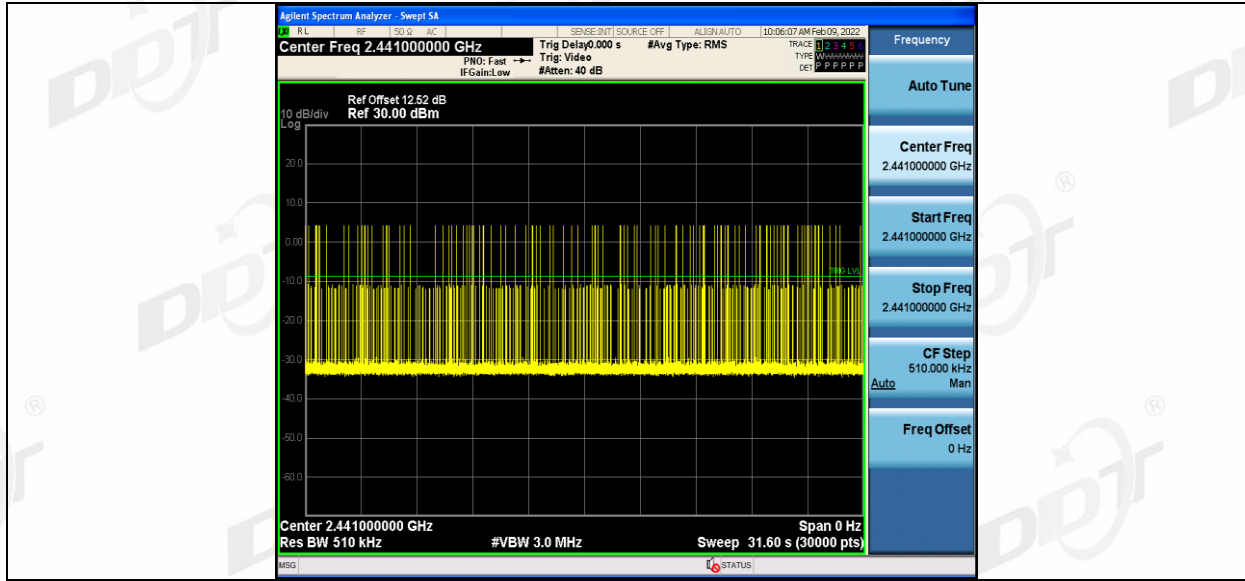 Agilent Spectrum Analyzer - Swept SA
RL RF 50 Ω AC SENSE:INT SOURCE OFF ALIGN AUTO 10:06:07 AM Feb 09, 2022
Center Freq 2.441000000 GHz
PNO: Fast
IFGain:Low
Trig Delay0.000 s
Trig: Video
#Atten: 40 dB
#Avg Type: RMS
TRACE 1 2 3 4 5 6
TYPE W
DET P P P P P P
Frequency
Auto Tune
Center Freq
2.441000000 GHz
Start Freq
2.441000000 GHz
Stop Freq
2.441000000 GHz
CF Step
510.000 kHz
Auto Man
Freq Offset
0 Hz
Ref Offset 12.52 dB
10 dB/div Ref 30.00 dBm
Log
20.0
10.0
0.00
TRIG LVL
-10.0
-20.0
-30.0
-40.0
-50.0
-60.0
Center 2.441000000 GHz Span 0 Hz
Res BW 510 kHz #VBW 3.0 MHz Sweep 31.60 s (30000 pts)
MSG STATUS
DDT
®